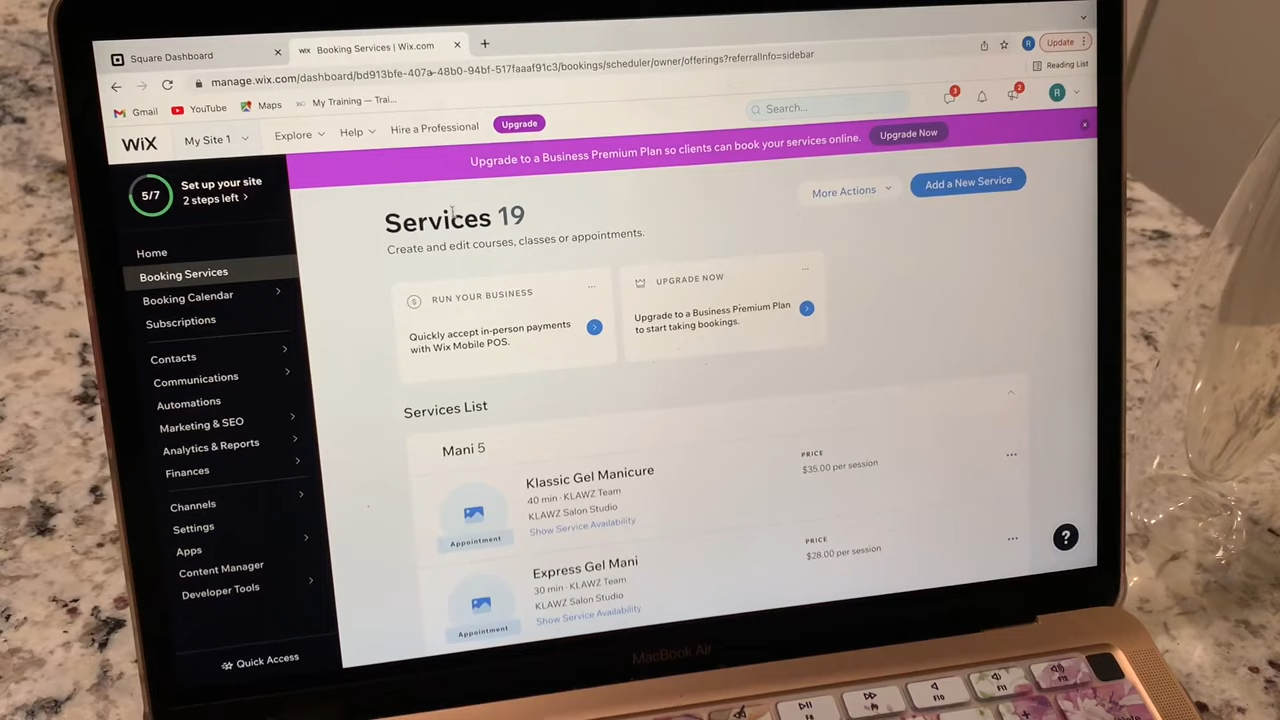 Square Dashboard
WIX Booking Services | Wix.com
manage.wix.com/dashboard/bd913bfe-407a-48b0-94bf-517faaaf91c3/bookings/scheduler/owner/offerings?referralInfo=sidebar
R
Update
Gmail
YouTube
Maps
My Training — Trai...
Reading List
WiX
My Site 1
Explore
Help
Hire a Professional
Upgrade
Search...
3
2
R
Upgrade to a Business Premium Plan so clients can book your services online.
Upgrade Now
5/7
Set up your site
2 steps left
Home
Booking Services
Booking Calendar
Subscriptions
Contacts
Communications
Automations
Marketing & SEO
Analytics & Reports
Finances
Channels
Settings
Apps
Content Manager
Developer Tools
Quick Access
Services 19
Create and edit courses, classes or appointments.
More Actions
Add a New Service
RUN YOUR BUSINESS
Quickly accept in-person payments
with Wix Mobile POS.
UPGRADE NOW
Upgrade to a Business Premium Plan
to start taking bookings.
Services List
Mani 5
Klassic Gel Manicure
40 min · KLAWZ Team
KLAWZ Salon Studio
Show Service Availability
Appointment
PRICE
$35.00 per session
Express Gel Mani
30 min · KLAWZ Team
KLAWZ Salon Studio
Show Service Availability
Appointment
PRICE
$28.00 per session
?
MacBook Air
F10
F11
F12